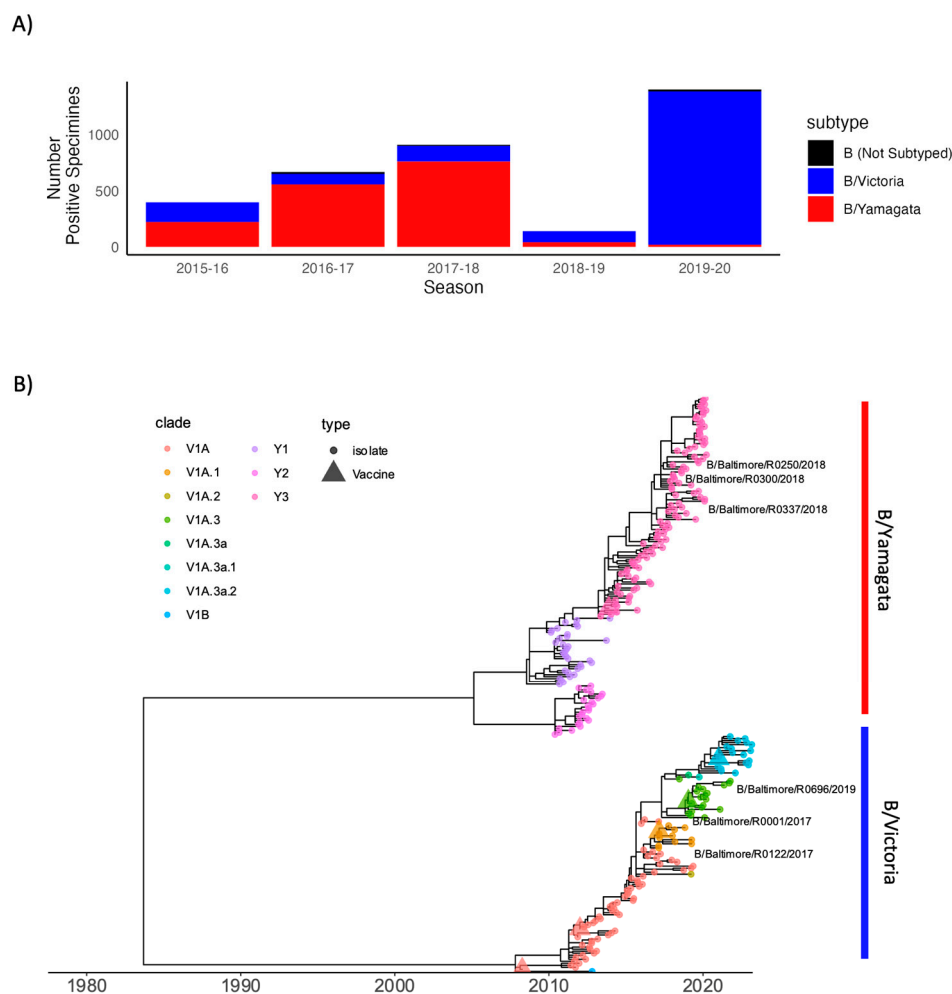 A)
Number
Positive Specimines
1000
500
0
2015-16
2016-17
2017-18
2018-19
2019-20
Season
subtype
B (Not Subtyped)
B/Victoria
B/Yamagata
B)
clade
V1A
V1A.1
V1A.2
V1A.3
V1A.3a
V1A.3a.1
V1A.3a.2
V1B
Y1
Y2
Y3
type
isolate
Vaccine
B/Baltimore/R0250/2018
B/Baltimore/R0300/2018
B/Baltimore/R0337/2018
B/Yamagata
B/Baltimore/R0696/2019
B/Baltimore/R0001/2017
B/Baltimore/R0122/2017
B/Victoria
1980
1990
2000
2010
2020